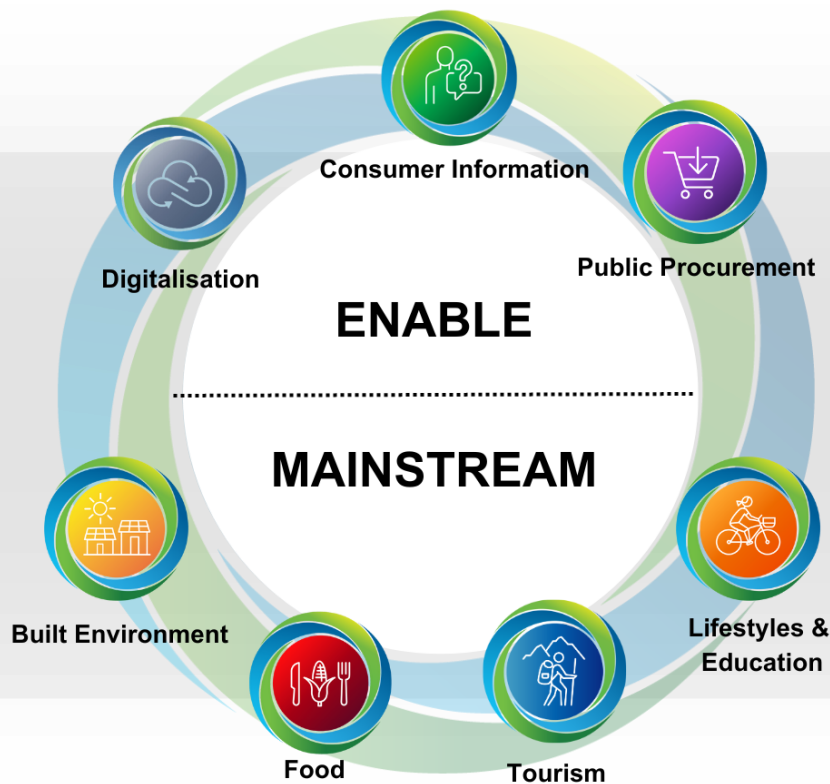 Consumer Information
Public Procurement
Digitalisation
ENABLE
MAINSTREAM
Built Environment
Lifestyles &
Education
Food
Tourism